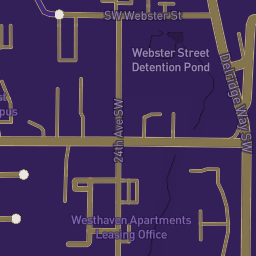 SW Webster St
Webster Street
Detention Pond
Delridge Way SW
24th Ave SW
Westhaven Apartments
Leasing Office